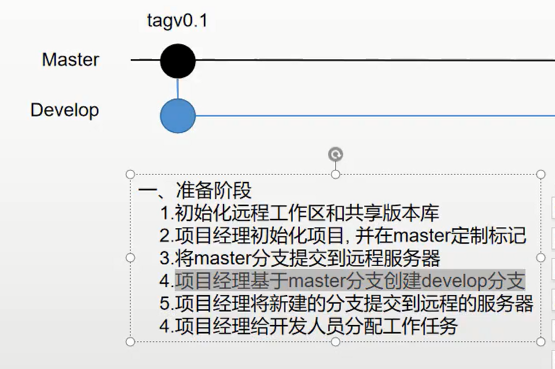 tagv0.1
Master
Develop
一、准备阶段
1.初始化远程工作区和共享版本库
2.项目经理初始化项目, 并在master定制标记
3.将master分支提交到远程服务器
4.项目经理基于master分支创建develop分支
5.项目经理将新建的分支提交到远程的服务器
4.项目经理给开发人员分配工作任务